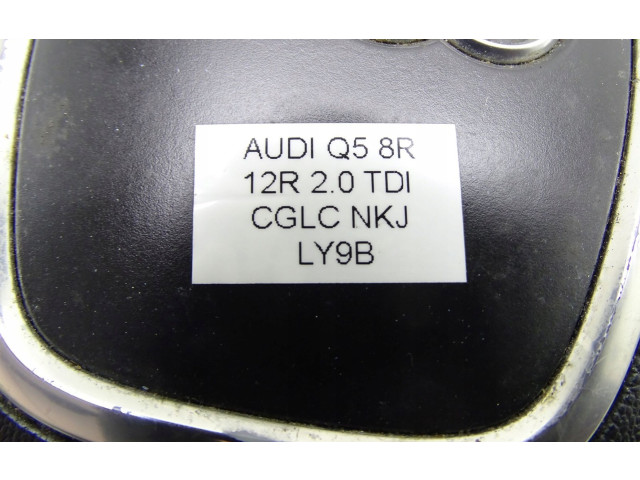 AUDI Q5 8R
12R 2.0 TDI
CGLC NKJ
LY9B